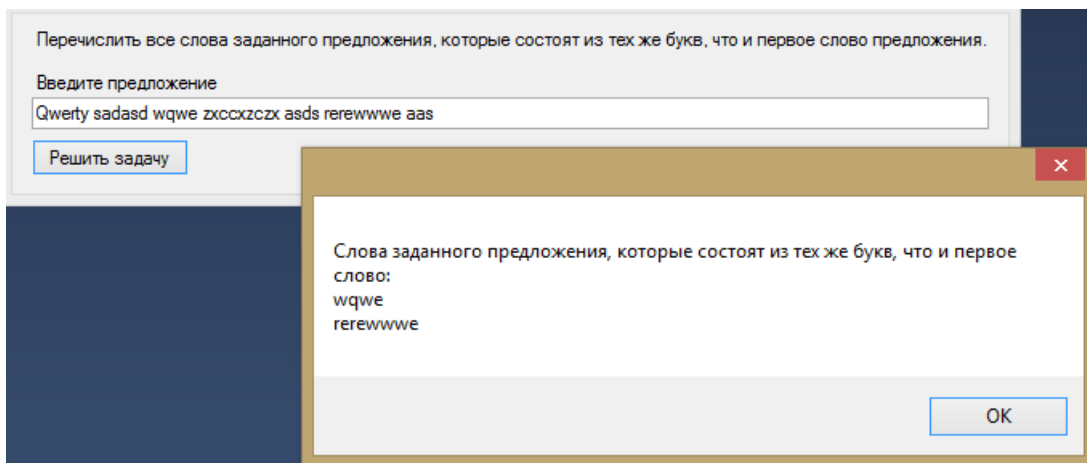 Перечислить все слова заданного предложения, которые состоят из тех же букв, что и первое слово предложения.
Введите предложение
Qwerty sadasd wqwe zxccxzczx asds rerewwwe aas
Решить задачу
Слова заданного предложения, которые состоят из тех же букв, что и первое
слово:
wqwe
rerewwwe
OK